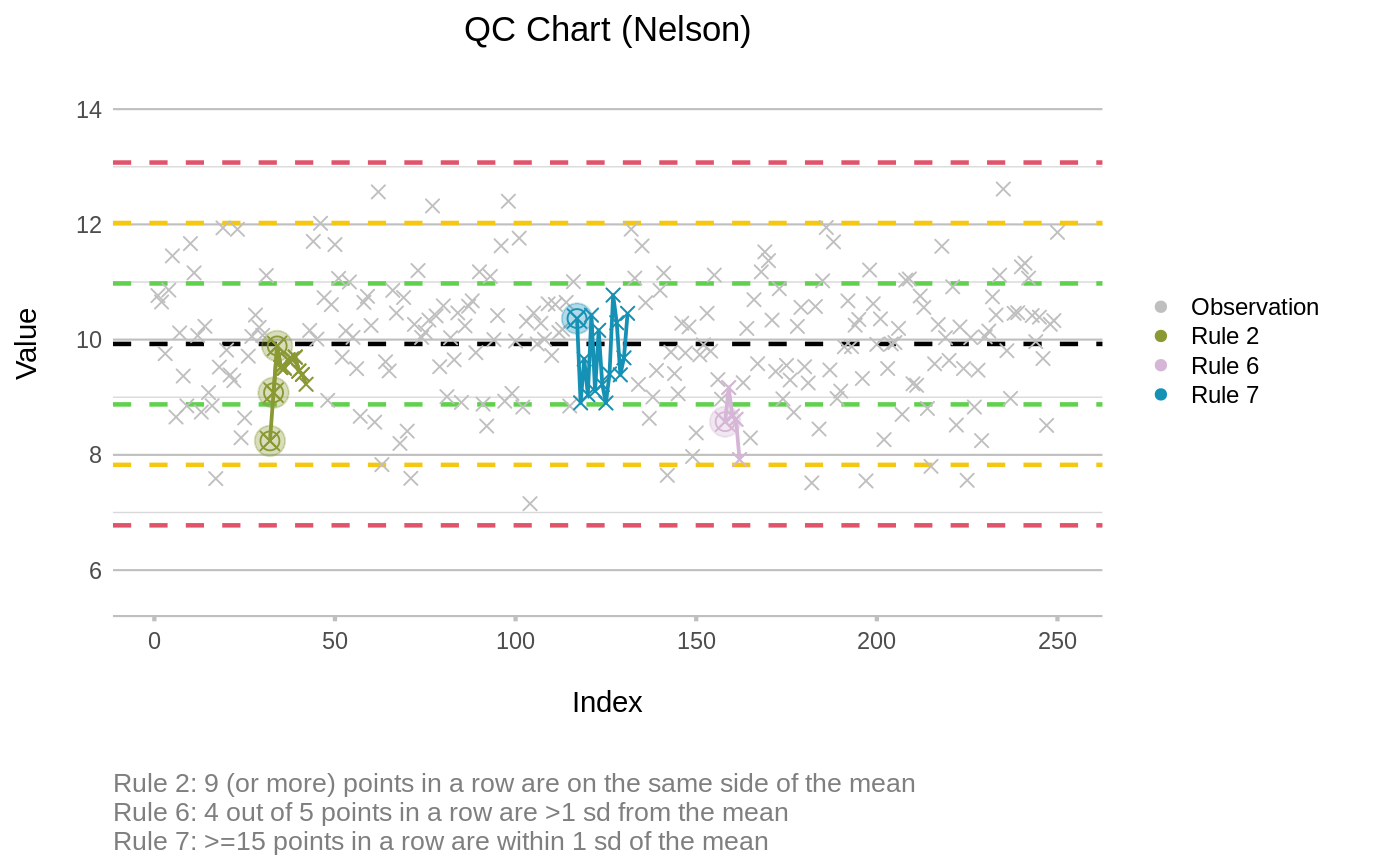 QC Chart (Nelson)
14
12
10
8
6
Value
0 50 100 150 200 250
Index
Observation
Rule 2
Rule 6
Rule 7
Rule 2: 9 (or more) points in a row are on the same side of the mean
Rule 6: 4 out of 5 points in a row are >1 sd from the mean
Rule 7: >=15 points in a row are within 1 sd of the mean